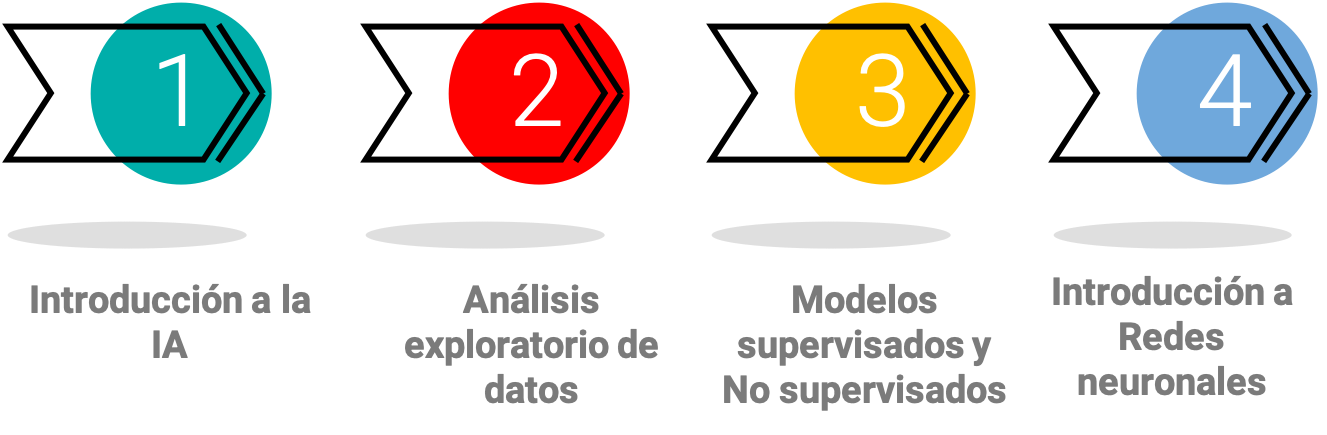 1
Introducción a la
IA
2
Análisis
exploratorio de
datos
3
Modelos
supervisados y
No supervisados
4
Introducción a
Redes
neuronales